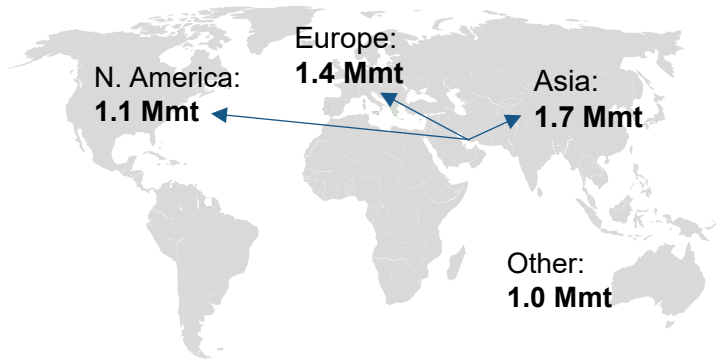 Europe:
1.4 Mmt
N. America:
1.1 Mmt
Asia:
1.7 Mmt
Other:
1.0 Mmt